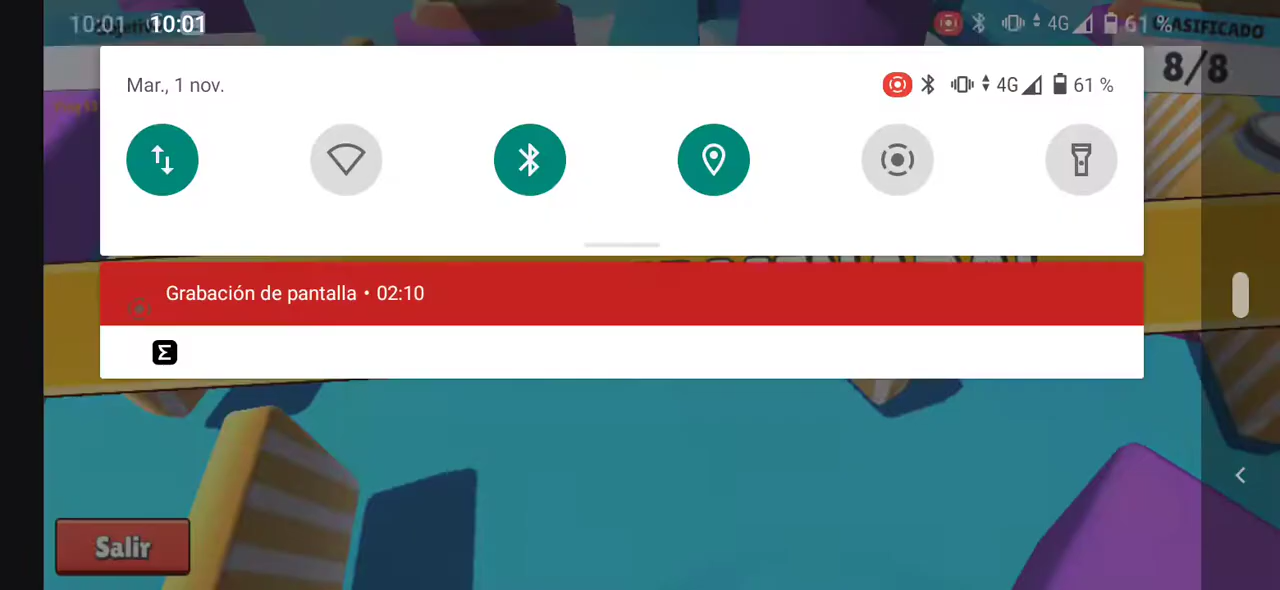 10:01 10:01
4G 61 %
CLASIFICADO
8/8
Mar., 1 nov.
4G 61 %
Grabación de pantalla • 02:10
Salir